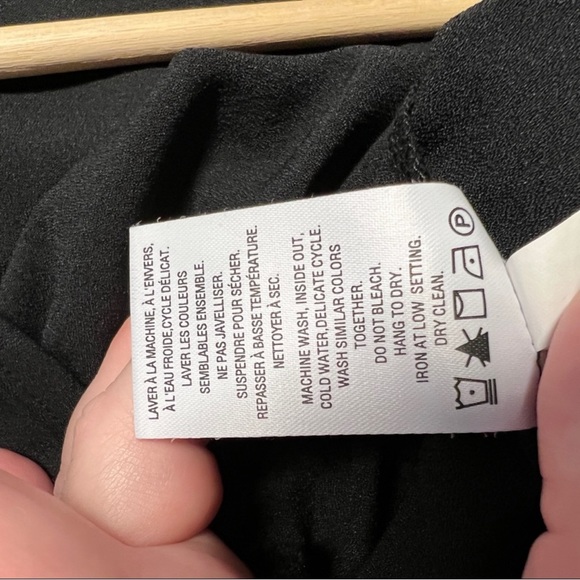 LAVER À LA MACHINE, À L'ENVERS,
À L'EAU FROIDE,CYCLE DÉLICAT.
LAVER LES COULEURS
SEMBLABLES ENSEMBLE.
NE PAS JAVELLISER.
SUSPENDRE POUR SÉCHER.
REPASSER À BASSE TEMPÉRATURE.
NETTOYER À SEC.
MACHINE WASH, INSIDE OUT,
COLD WATER,DELICATE CYCLE.
WASH SIMILAR COLORS
TOGETHER.
DO NOT BLEACH.
HANG TO DRY.
IRON AT LOW SETTING.
DRY CLEAN.
P